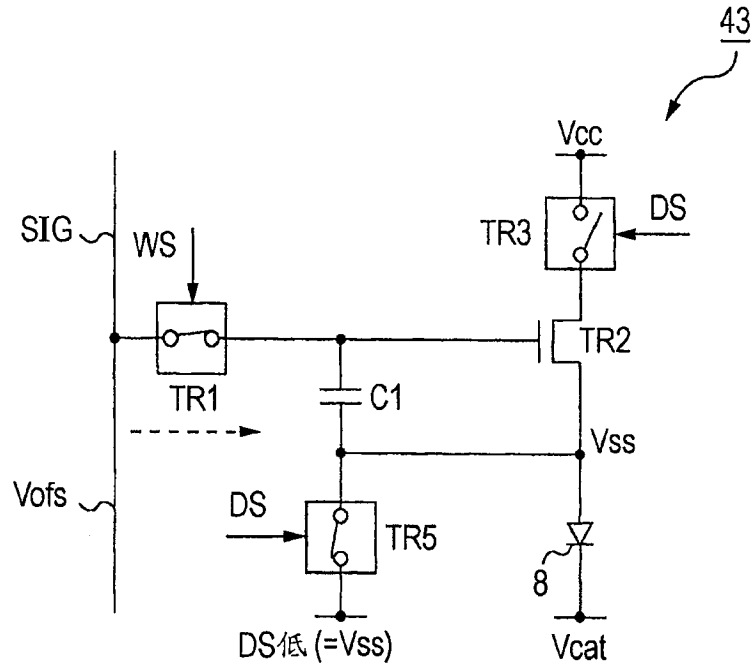 43
Vcc
SIG
WS
TR3
DS
TR1
C1
TR2
Vss
Vofs
DS
TR5
8
DS低 (=Vss)
Vcat